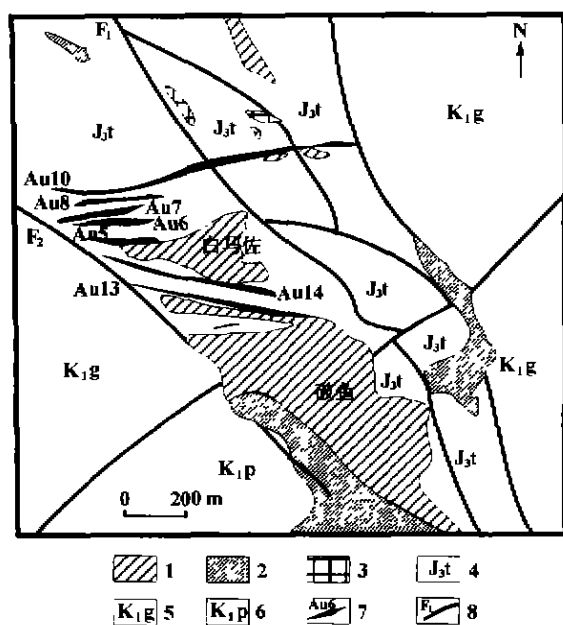 F₁
N
J₃t
J₃t
J₃t
K₁g
Au10
Au8
Au7
Au6
F₂
Au5
白玛佐
Au13
Au14
J₃t
J₃t
K₁g
K₁g
J₃t
J₃t
K₁p
0 200 m
1 2 3 J₃t 4
K₁g 5 K₁p 6 Au6 7 F₁ 8